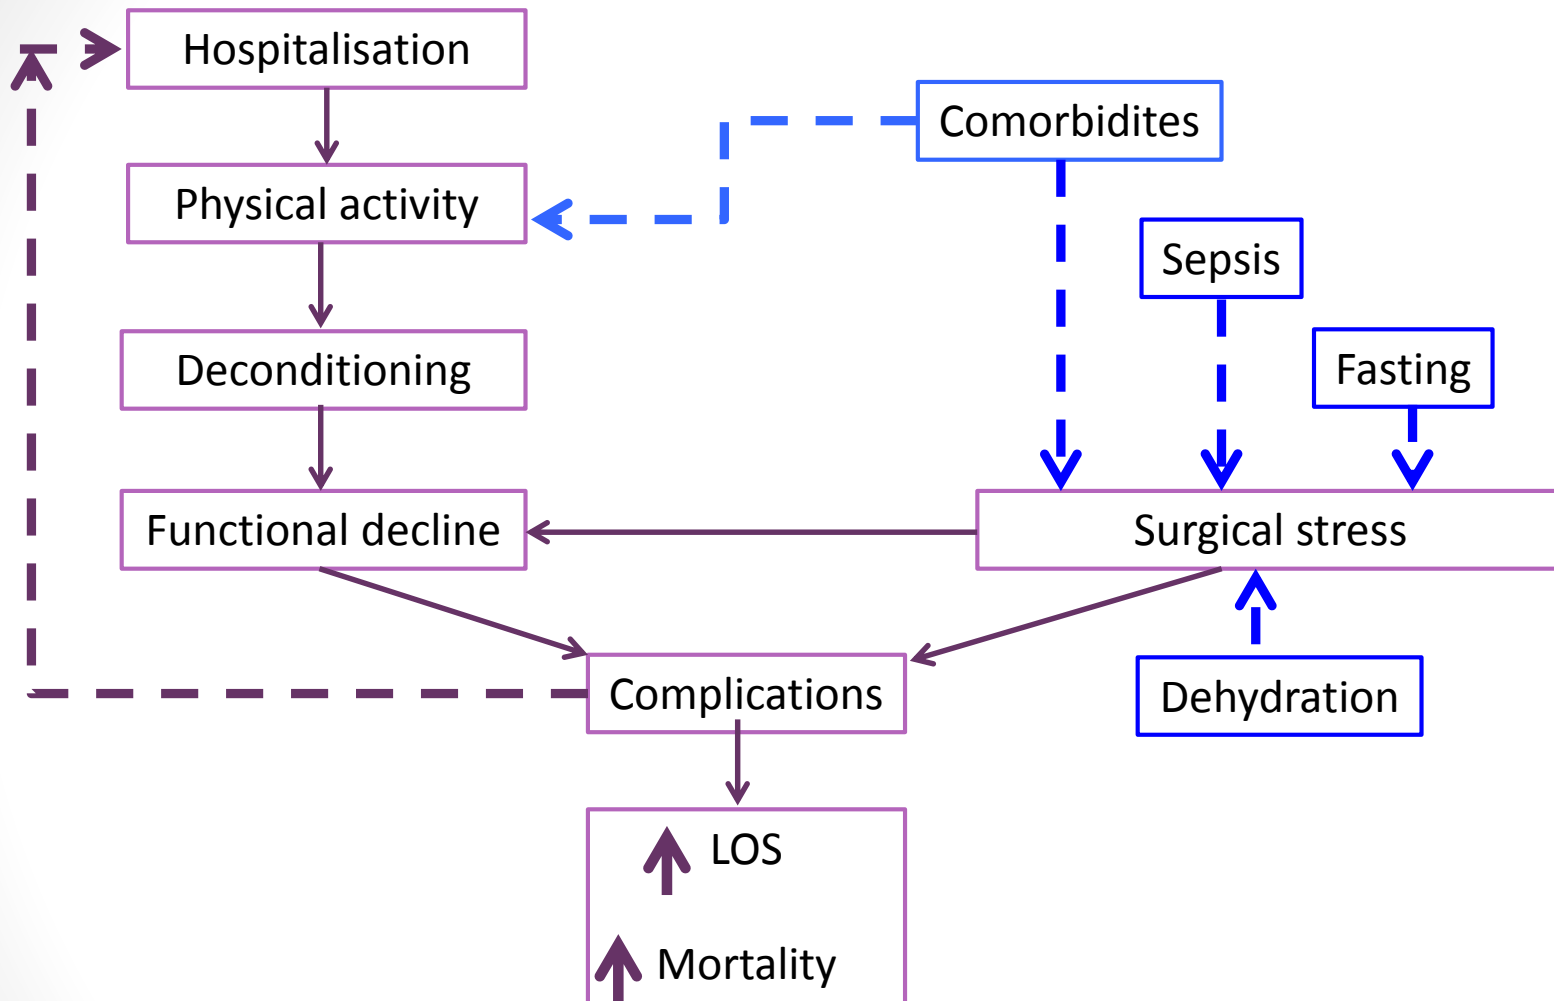 Hospitalisation
Comorbidites
Physical activity
Sepsis
Fasting
Deconditioning
Functional decline
Surgical stress
Complications
Dehydration
LOS
Mortality